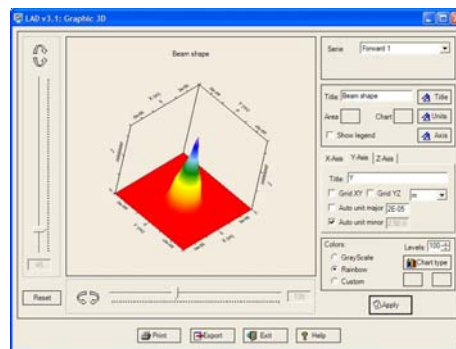 LAD v3.1: Graphic 3D
Beam shape
Serie
Forward 1
Title
Beam shape
Title
Area
Chart
Units
Show legend
Axis
X-Axis
Y-Axis
Z-Axis
Title:
Y
Grid XY
Grid YZ
m
Auto unit major
2E-05
Auto unit minor
Colors:
Levels
100
GrayScale
Rainbow
Custom
Chart type
Apply
Reset
45
Print
Export
Exit
Help